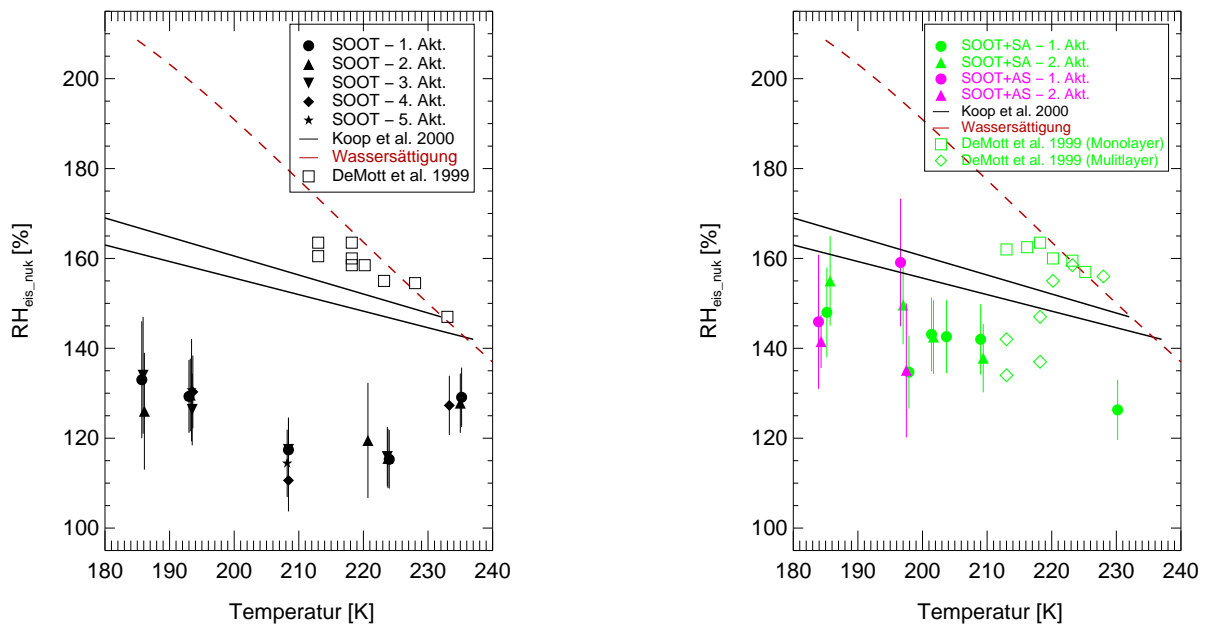 SOOT – 1. Akt.
SOOT – 2. Akt.
SOOT – 3. Akt.
SOOT – 4. Akt.
SOOT – 5. Akt.
Koop et al. 2000
Wassersättigung
DeMott et al. 1999
200
180
160
140
120
100
RHeis_nuk [%]
180 190 200 210 220 230 240
Temperatur [K]
SOOT+SA – 1. Akt.
SOOT+SA – 2. Akt.
SOOT+AS – 1. Akt.
SOOT+AS – 2. Akt.
Koop et al. 2000
Wassersättigung
DeMott et al. 1999 (Monolayer)
DeMott et al. 1999 (Mulitlayer)
200
180
160
140
120
100
RHeis_nuk [%]
180 190 200 210 220 230 240
Temperatur [K]